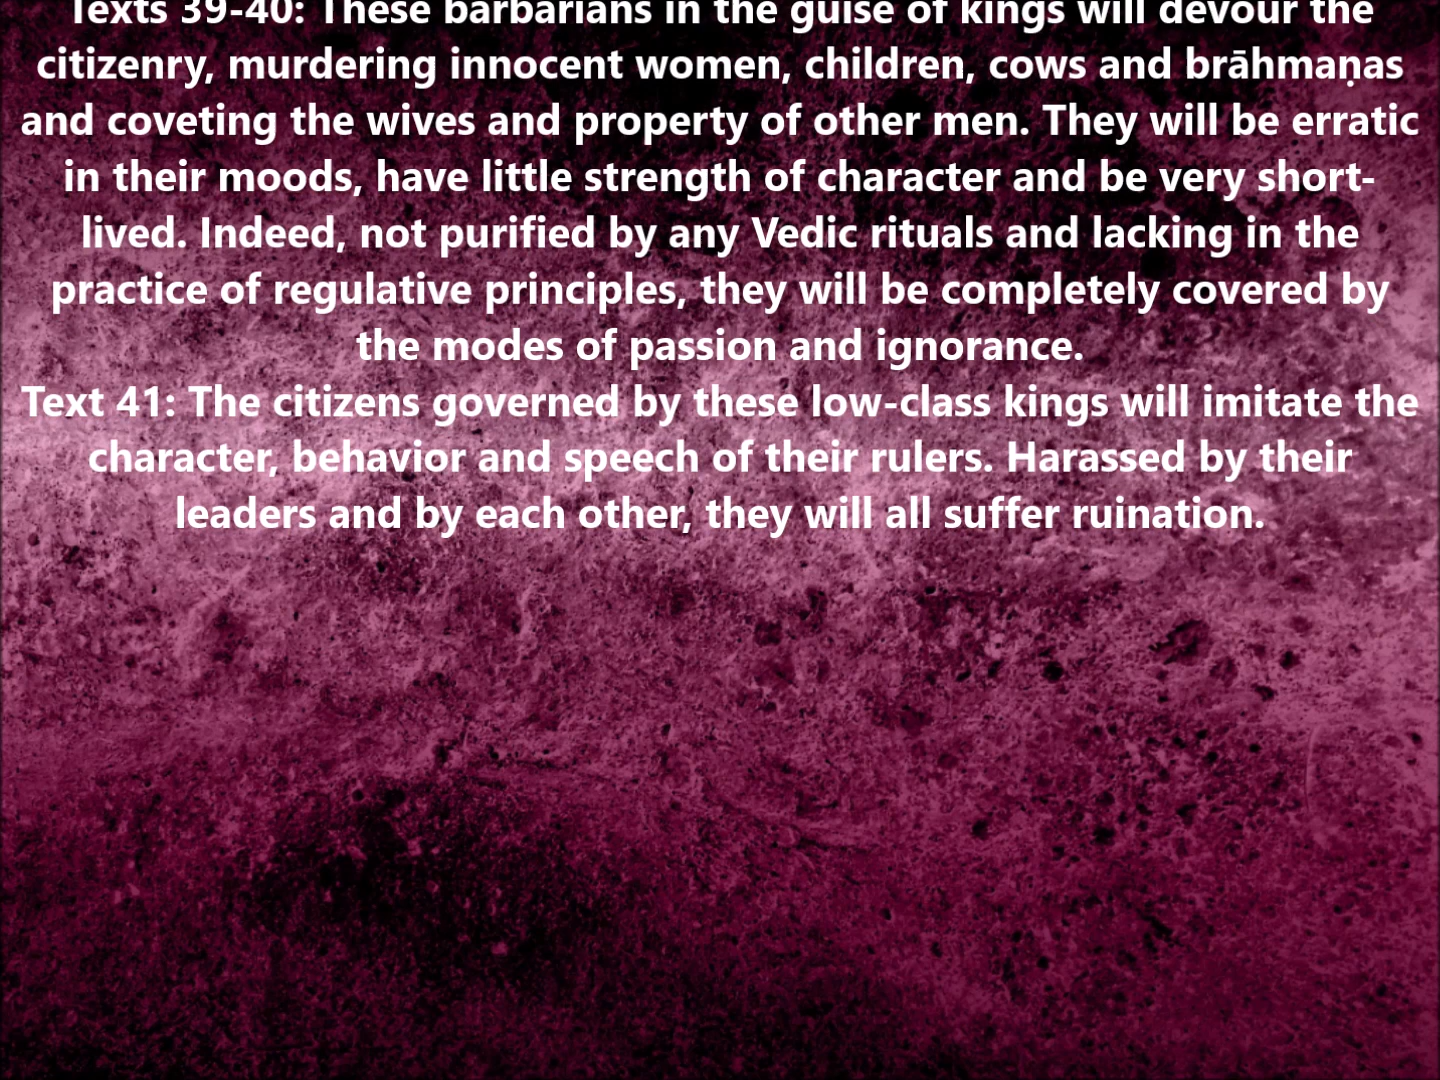 Texts 39-40: These barbarians in the guise of kings will devour the
citizenry, murdering innocent women, children, cows and brāhmaṇas
and coveting the wives and property of other men. They will be erratic
in their moods, have little strength of character and be very short-
lived. Indeed, not purified by any Vedic rituals and lacking in the
practice of regulative principles, they will be completely covered by
the modes of passion and ignorance.
Text 41: The citizens governed by these low-class kings will imitate the
character, behavior and speech of their rulers. Harassed by their
leaders and by each other, they will all suffer ruination.